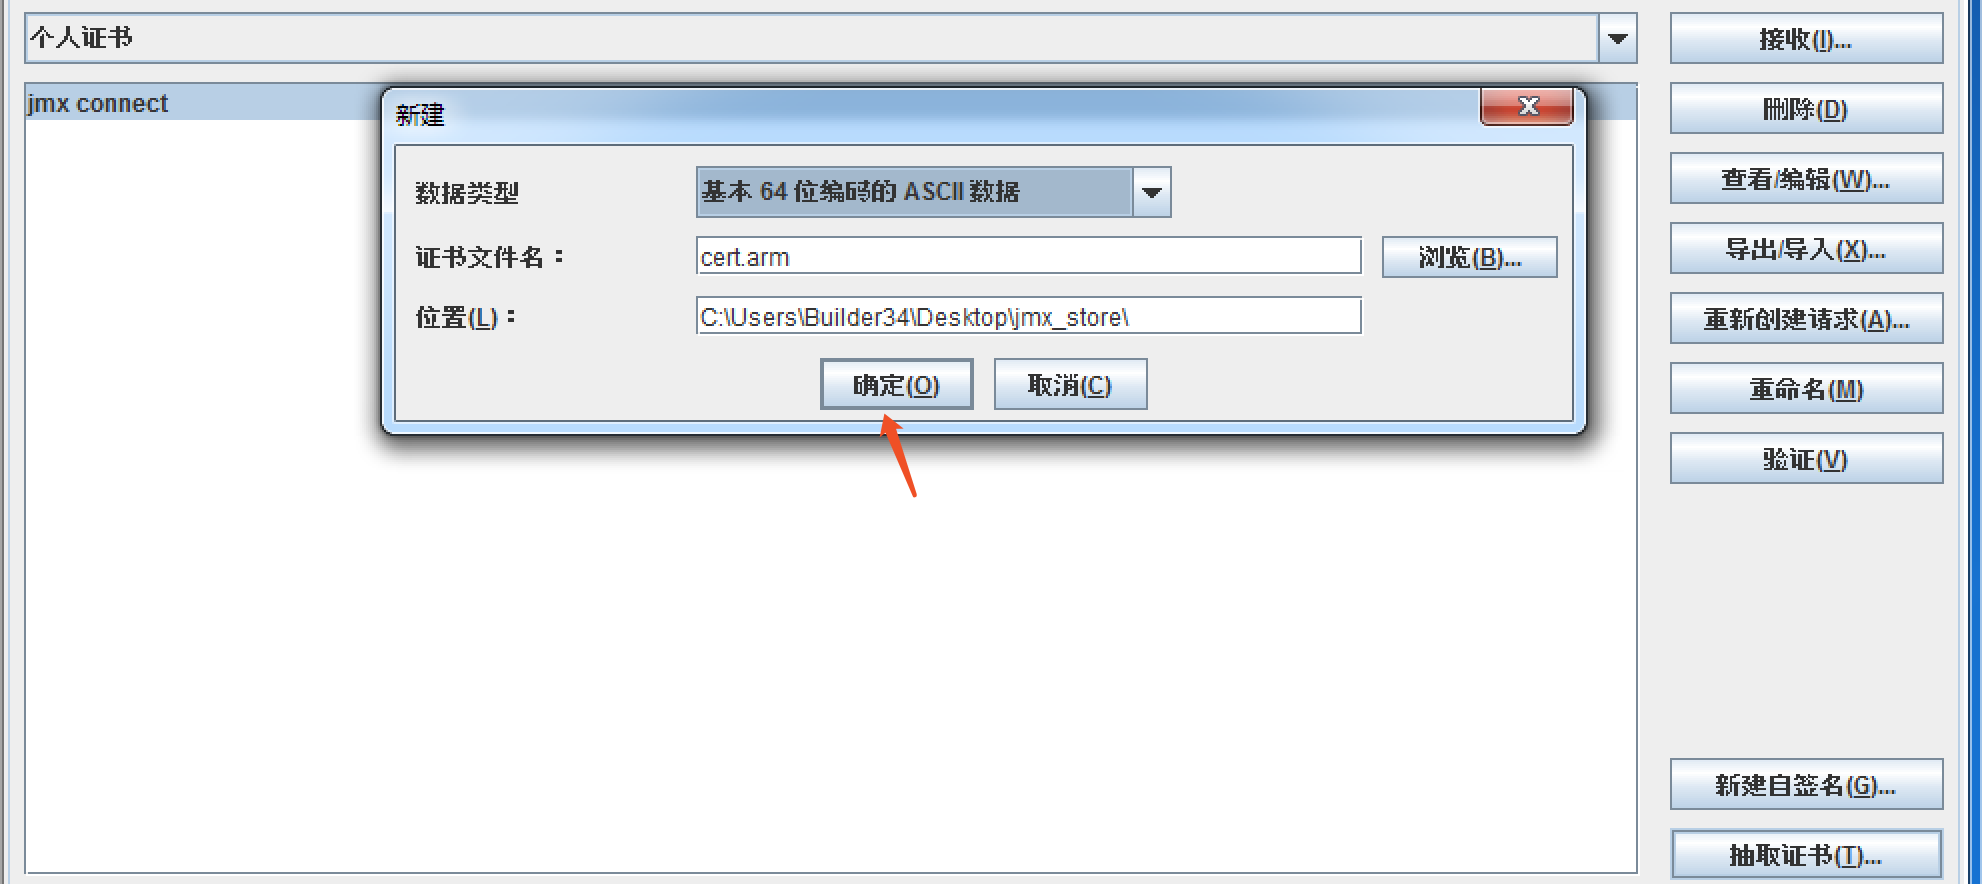 个人证书
接收(I)...
jmx connect
删除(D)
新建
数据类型
基本 64 位编码的 ASCII 数据
查看/编辑(W)...
证书文件名：
cert.arm
浏览(B)...
导出/导入(X)...
位置(L)：
C:\Users\Builder34\Desktop\jmx_store\
重新创建请求(A)...
确定(O)
取消(C)
重命名(M)
验证(V)
新建自签名(G)...
抽取证书(T)...